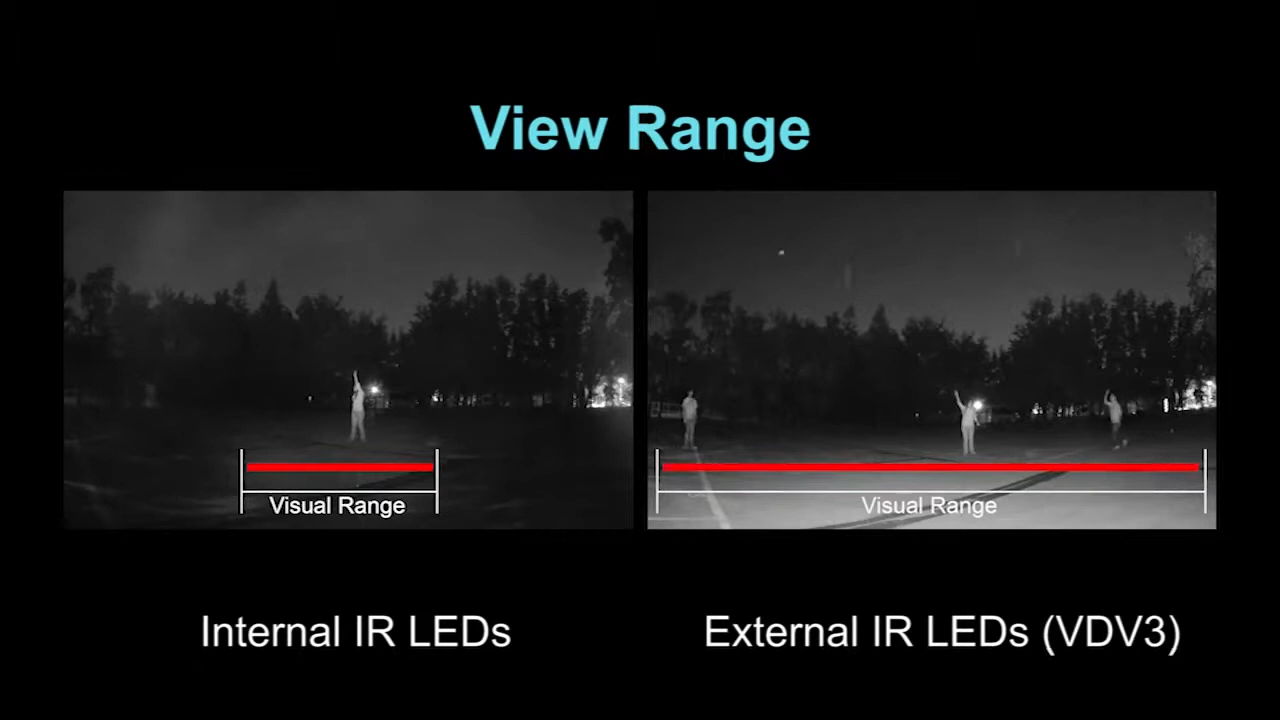 View Range
Visual Range
Visual Range
Internal IR LEDs
External IR LEDs (VDV3)